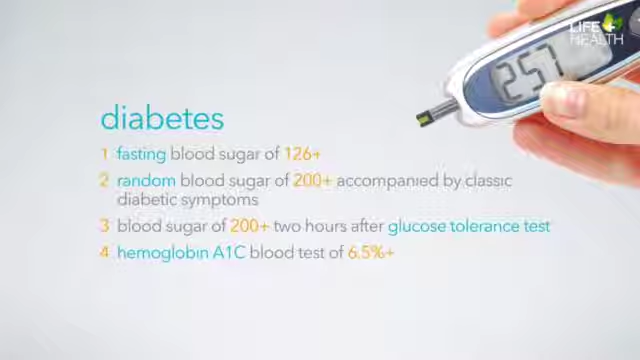 LIFE+
HEALTH
257
diabetes
1 fasting blood sugar of 126+
2 random blood sugar of 200+ accompanied by classic
diabetic symptoms
3 blood sugar of 200+ two hours after glucose tolerance test
4 hemoglobin A1C blood test of 6.5%+